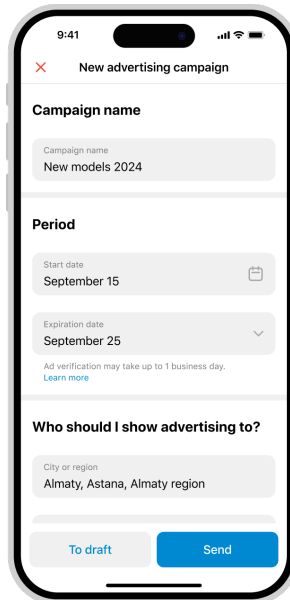 9:41
New advertising campaign
Campaign name
Campaign name
New models 2024
Period
Start date
September 15
Expiration date
September 25
Ad verification may take up to 1 business day.
Learn more
Who should I show advertising to?
City or region
Almaty, Astana, Almaty region
To draft
Send